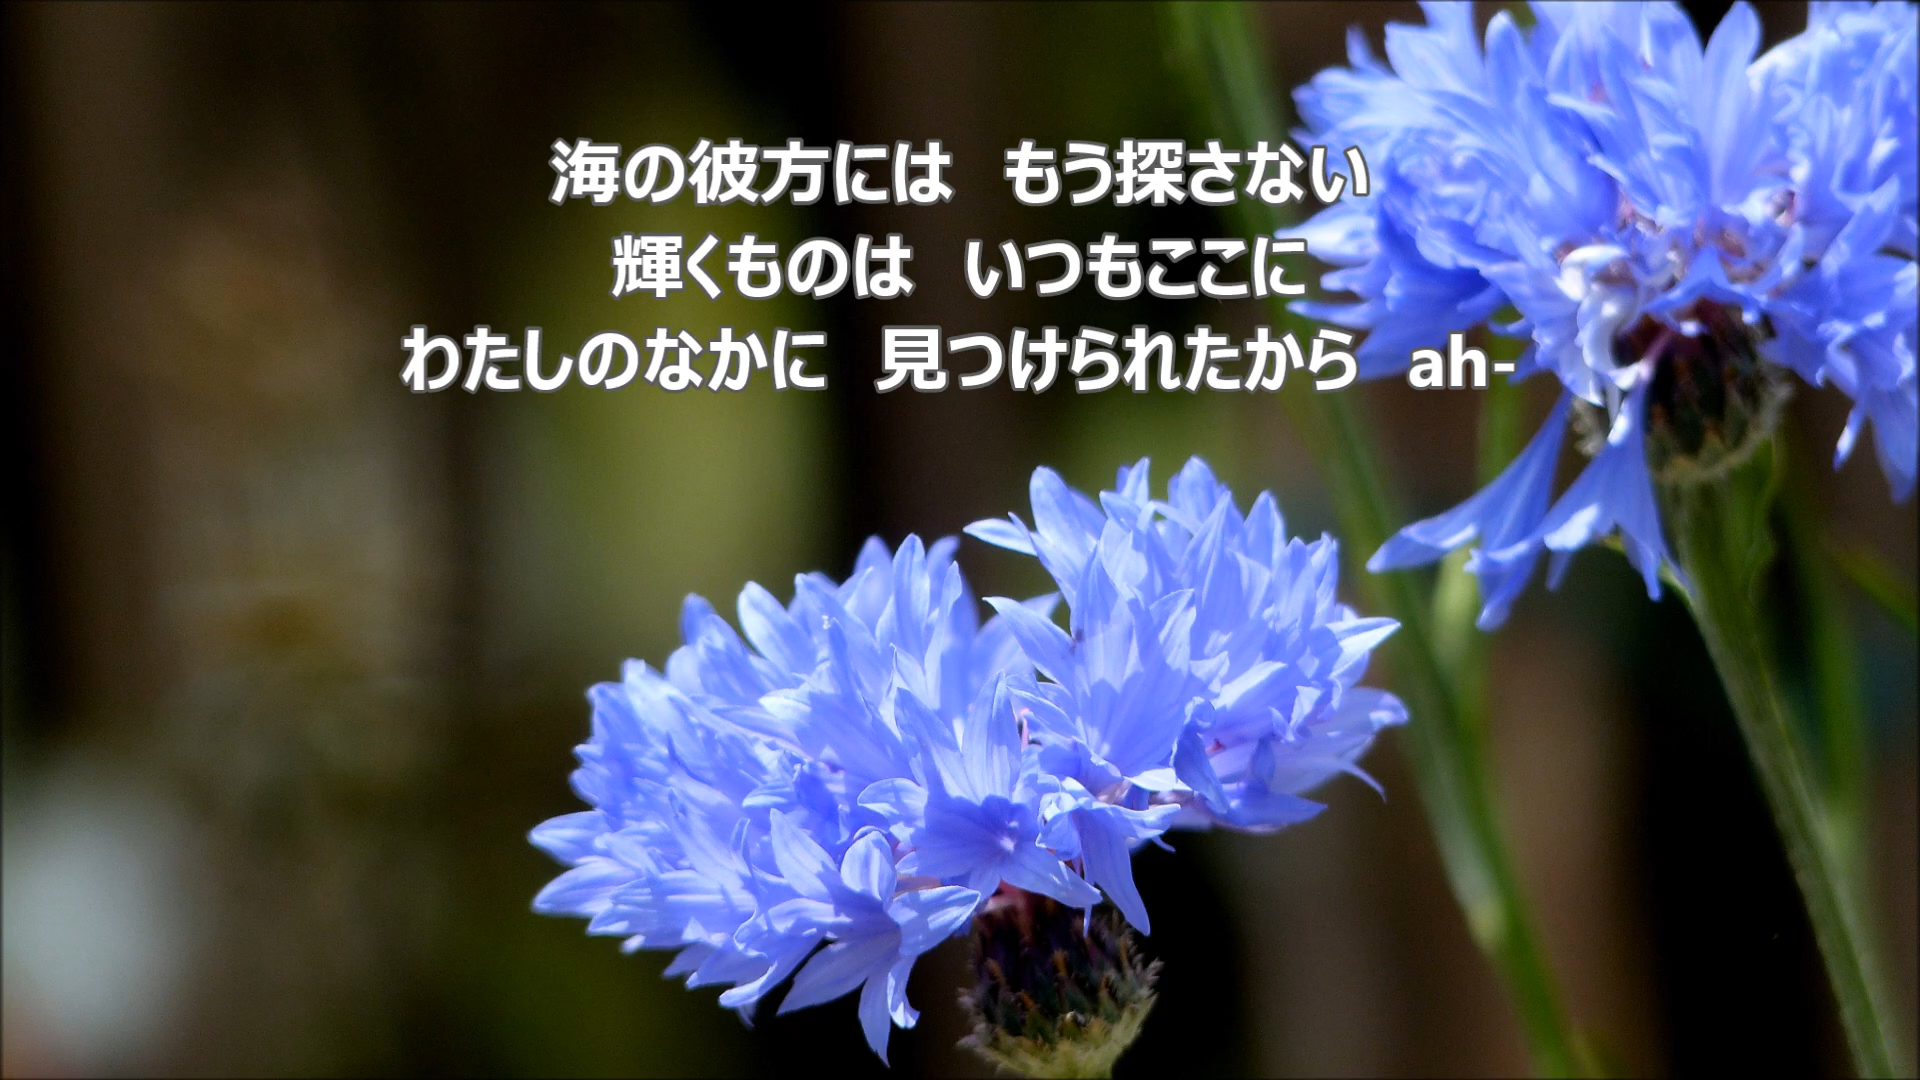 海の彼方には　もう探さない
輝くものは　いつもここに
わたしのなかに　見つけられたから　ah-